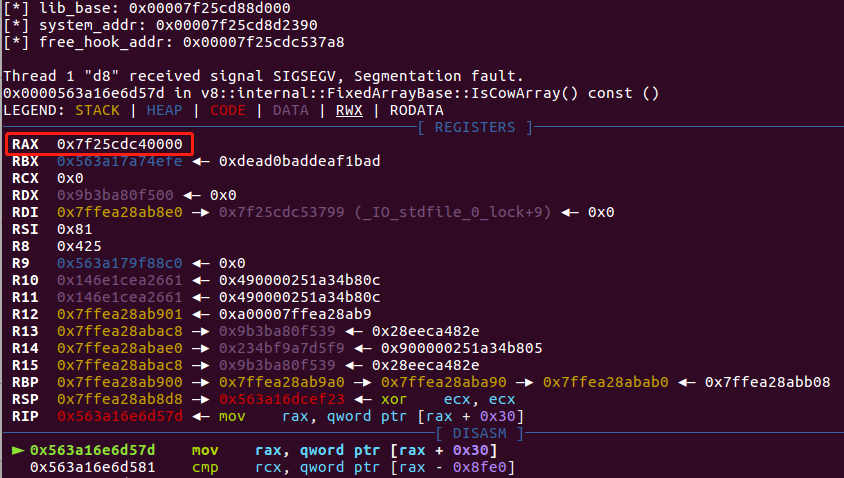 [*] lib_base: 0x00007f25cd88d000
[*] system_addr: 0x00007f25cd8d2390
[*] free_hook_addr: 0x00007f25cdc537a8
Thread 1 "d8" received signal SIGSEGV, Segmentation fault.
0x0000563a16e6d57d in v8::internal::FixedArrayBase::IsCowArray() const ()
LEGEND: STACK | HEAP | CODE | DATA | RWX | RODATA
[ REGISTERS ]
RAX 0x7f25cdc40000
RBX 0x563a17a74efe ◂— 0xdead0baddeaf1bad
RCX 0x0
RDX 0x9b3ba80f500 ◂— 0x0
RDI 0x7ffea28ab8e0 —▸ 0x7f25cdc53799 (_IO_stdfile_0_lock+9) ◂— 0x0
RSI 0x81
R8 0x425
R9 0x563a179f88c0 ◂— 0x0
R10 0x146e1cea2661 ◂— 0x490000251a34b80c
R11 0x146e1cea2661 ◂— 0x490000251a34b80c
R12 0x7ffea28ab901 ◂— 0xa00007ffea28ab9
R13 0x7ffea28abac8 —▸ 0x9b3ba80f539 ◂— 0x28eeca482e
R14 0x7ffea28abae0 —▸ 0x234bf9a7d5f9 ◂— 0x900000251a34b805
R15 0x7ffea28abac8 —▸ 0x9b3ba80f539 ◂— 0x28eeca482e
RBP 0x7ffea28ab900 —▸ 0x7ffea28ab9a0 —▸ 0x7ffea28aba90 —▸ 0x7ffea28abab0 ◂— 0x7ffea28abb08
RSP 0x7ffea28ab8d8 —▸ 0x563a16dcef23 ◂— xor ecx, ecx
RIP 0x563a16e6d57d ◂— mov rax, qword ptr [rax + 0x30]
[ DISASM ]
► 0x563a16e6d57d mov rax, qword ptr [rax + 0x30]
0x563a16e6d581 cmp rcx, qword ptr [rax - 0x8fe0]